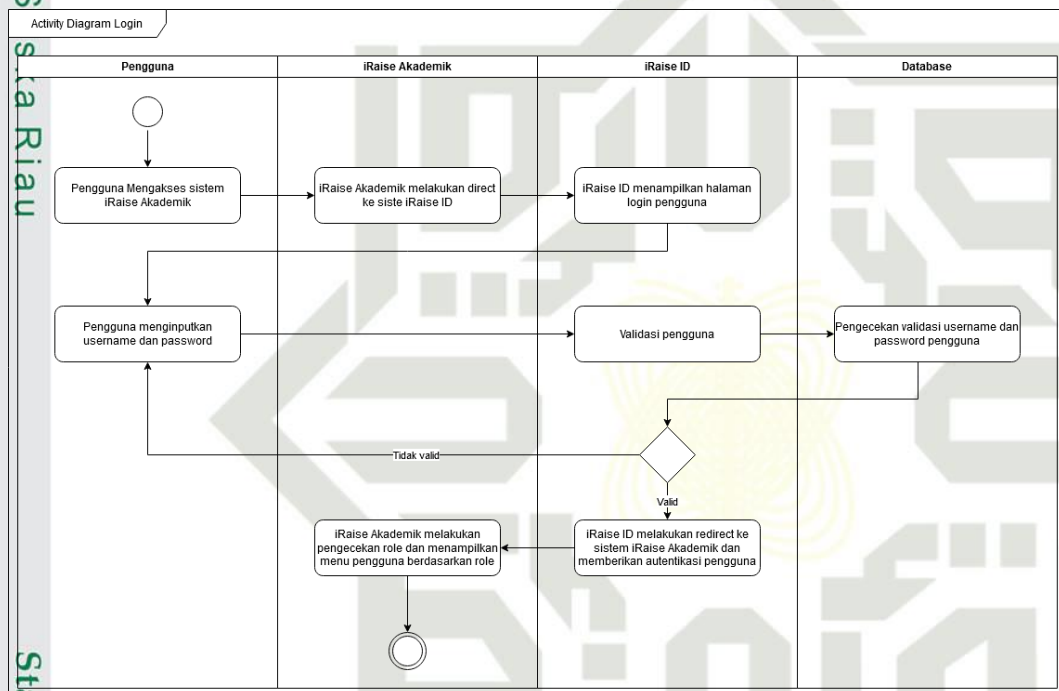 Activity Diagram Login
Pengguna
iRaise Akademik
iRaise ID
Database
Pengguna Mengakses sistem
iRaise Akademik
iRaise Akademik melakukan direct
ke siste iRaise ID
iRaise ID menampilkan halaman
login pengguna
Pengguna menginputkan
username dan password
Validasi pengguna
Pengecekan validasi username dan
password pengguna
Tidak valid
Valid
iRaise Akademik melakukan
pengecekan role dan menampilkan
menu pengguna berdasarkan role
iRaise ID melakukan redirect ke
sistem iRaise Akademik dan
memberikan autentikasi pengguna
ska Riau